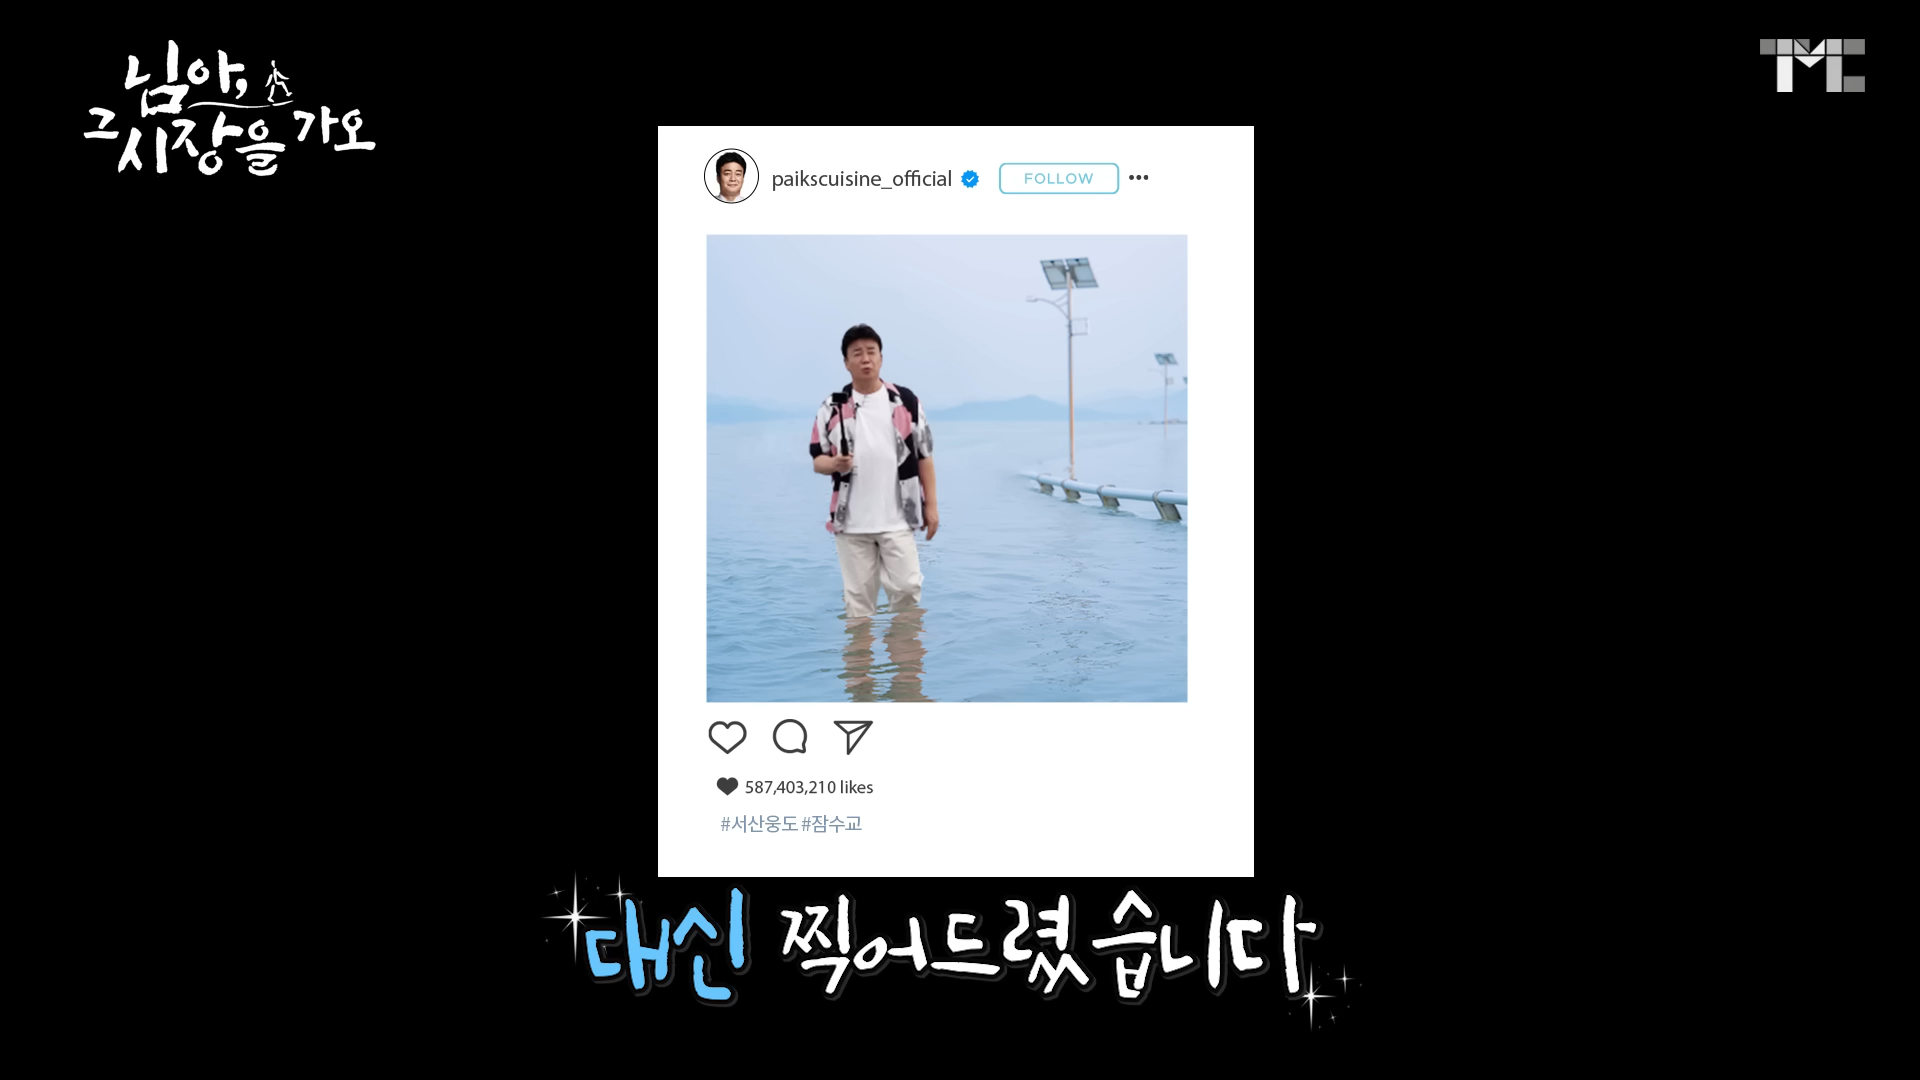 님아,
그 시장을 가오
TMC
paikscuisine_official
FOLLOW
587,403,210 likes
#서산웅도 #잠수교
대신 찍어드렸습니다